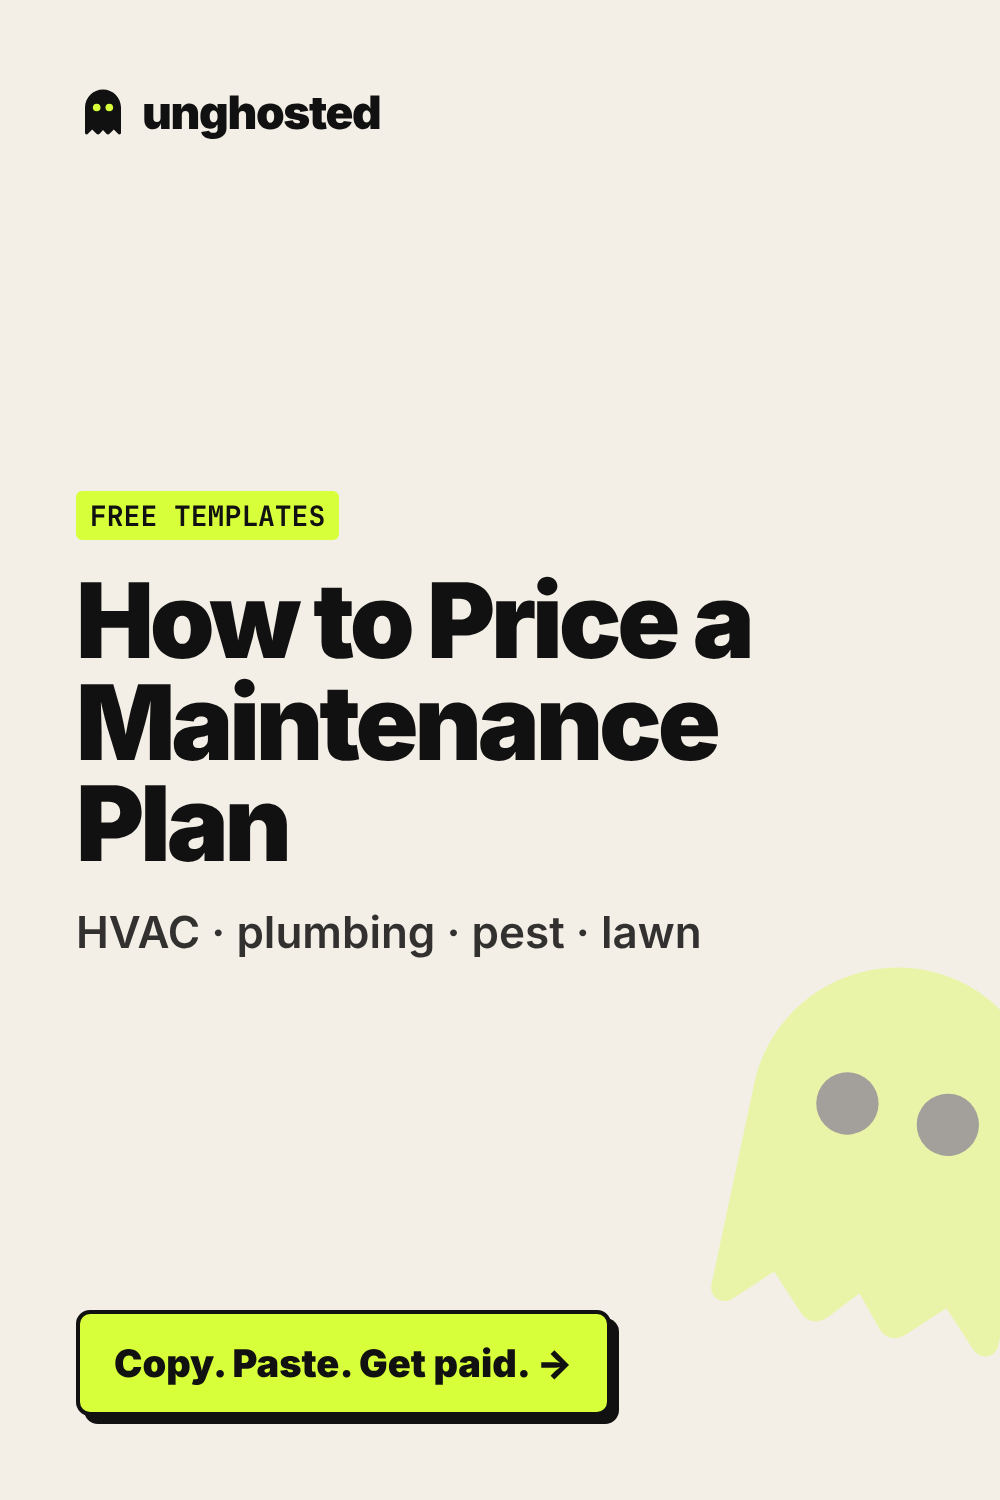 unghosted
FREE TEMPLATES
How to Price a
Maintenance
Plan
HVAC · plumbing · pest · lawn
Copy. Paste. Get paid. →